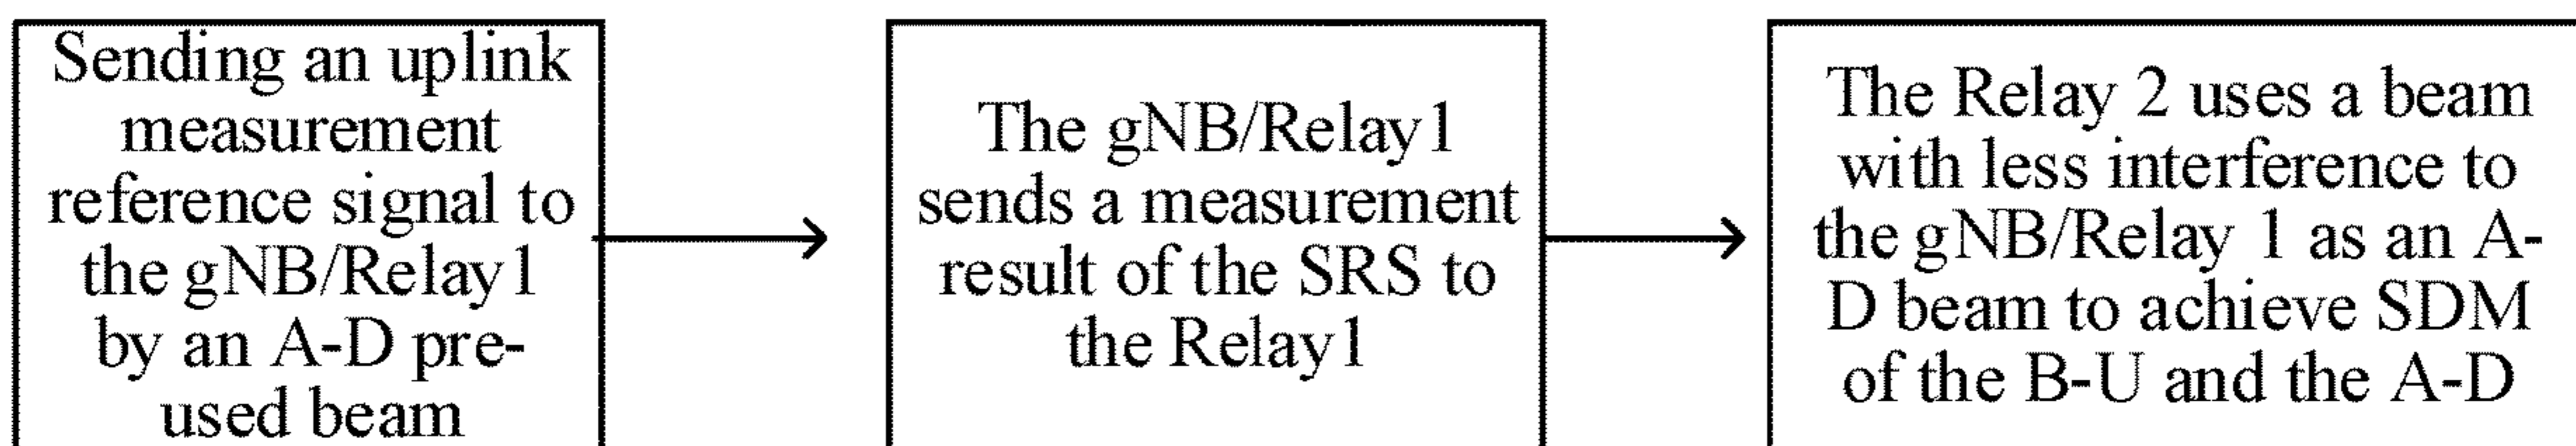 Sending an uplink
measurement
reference signal to
the gNB/Relay1
by an A-D pre-
used beam
The gNB/Relay1
sends a measurement
result of the SRS to
the Relay1
The Relay 2 uses a beam
with less interference to
the gNB/Relay 1 as an A-
D beam to achieve SDM
of the B-U and the A-D